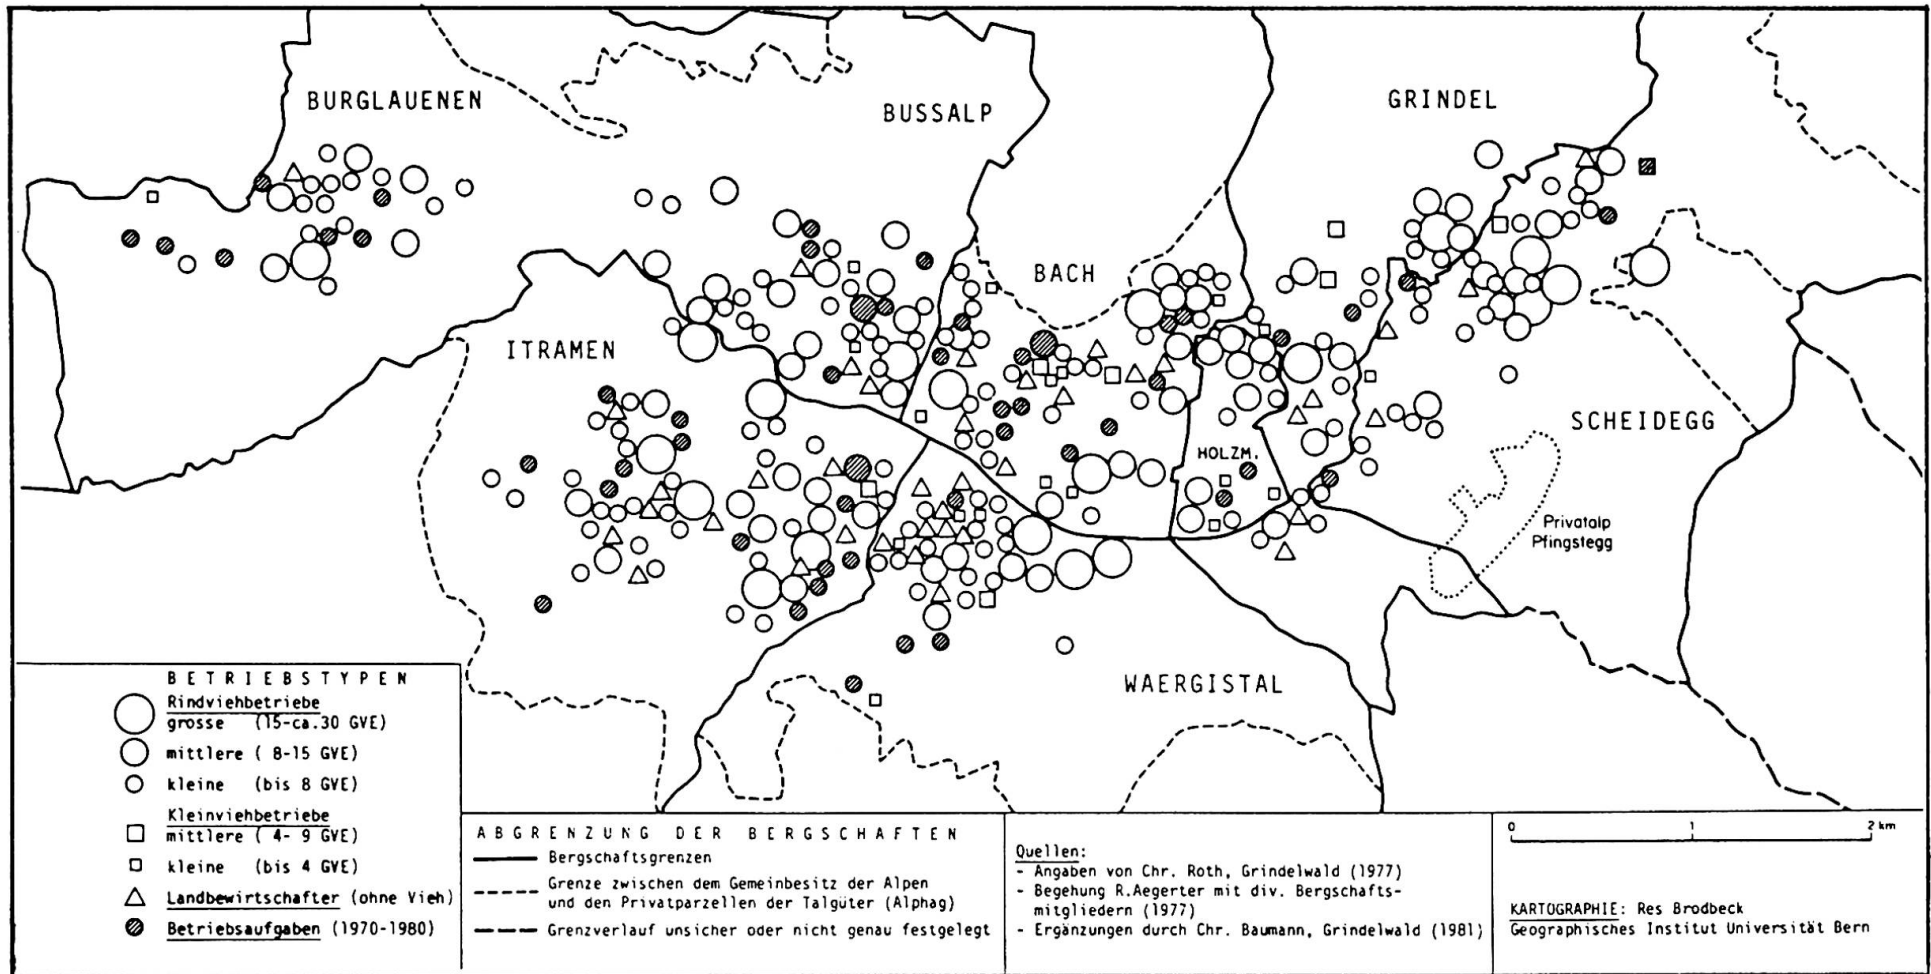 BURGLAUENEN
BUSSALP
GRINDEL
BACH
ITRAMEN
SCHEIDEGG
HOLZM.
Privatalp
Pfingstegg
WAERGISTAL
BETRIEBSTYPEN
Rindviehbetriebe
grosse (15-ca.30 GVE)
mittlere ( 8-15 GVE)
kleine (bis 8 GVE)
Kleinviehbetriebe
mittlere ( 4- 9 GVE)
kleine (bis 4 GVE)
Landbewirtschafter (ohne Vieh)
Betriebsaufgaben (1970-1980)
ABGRENZUNG DER BERGSCHAFTEN
Bergschaftsgrenzen
Grenze zwischen dem Gemeinbesitz der Alpen
und den Privatparzellen der Talgüter (Alphag)
Grenzverlauf unsicher oder nicht genau festgelegt
Quellen:
- Angaben von Chr. Roth, Grindelwald (1977)
- Begehung R.Aegerter mit div. Bergschafts-
mitgliedern (1977)
- Ergänzungen durch Chr. Baumann, Grindelwald (1981)
0 1 2 km
KARTOGRAPHIE: Res Brodbeck
Geographisches Institut Universität Bern